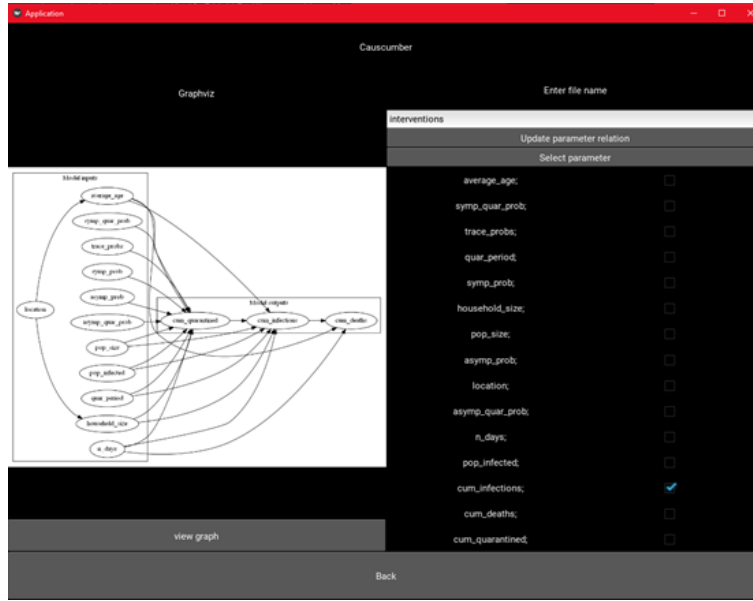 Application
Causcumber
Graphviz
Enter file name
interventions
Update parameter relation
Select parameter
average_age;
symp_quar_prob;
trace_probs;
quar_period;
symp_prob;
household_size;
pop_size;
asymp_prob;
location;
asymp_quar_prob;
n_days;
pop_infected;
cum_infections;
cum_deaths;
cum_quarantined;
Model inputs
average_age
symp_quar_prob
trace_probs
symp_prob
asymp_prob
location
asymp_quar_prob
pop_size
pop_infected
quar_period
household_size
n_days
Model outputs
cum_quarantined
cum_infections
cum_deaths
view graph
Back